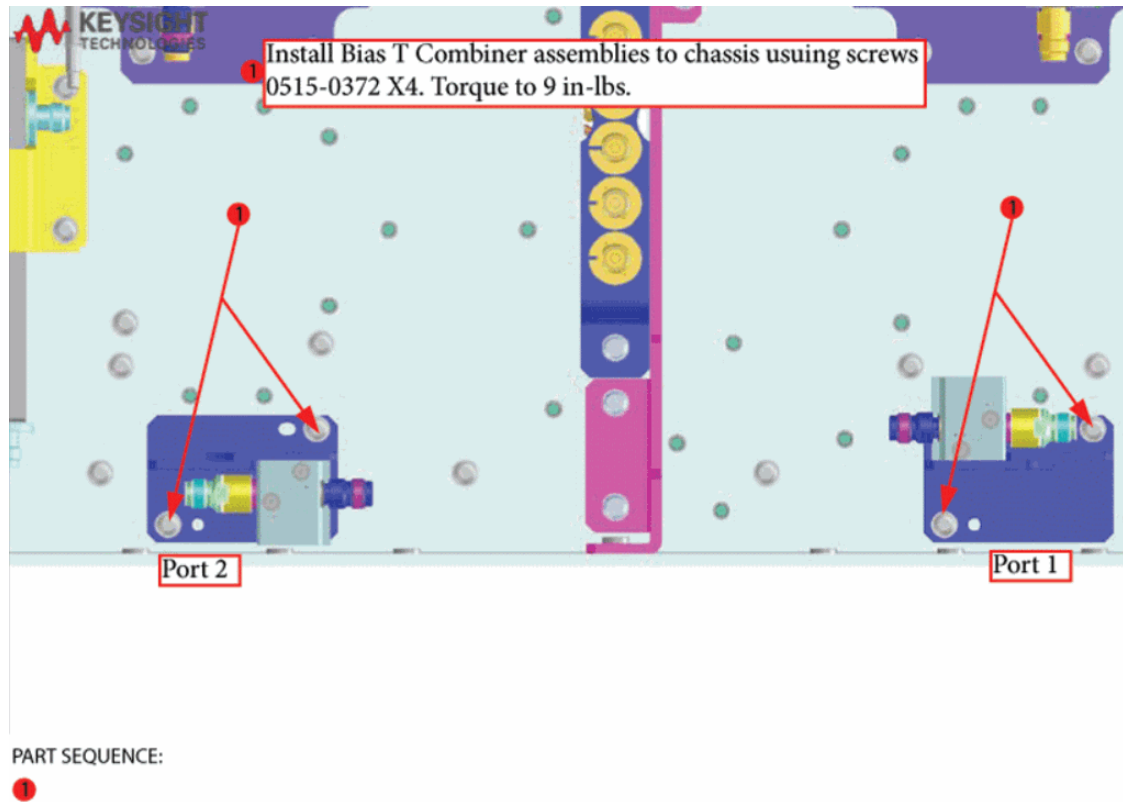 KEYSIGHT
TECHNOLOGIES
1
Install Bias T Combiner assemblies to chassis usuing screws
0515-0372 X4. Torque to 9 in-lbs.
1
1
Port 2
Port 1
PART SEQUENCE:
1